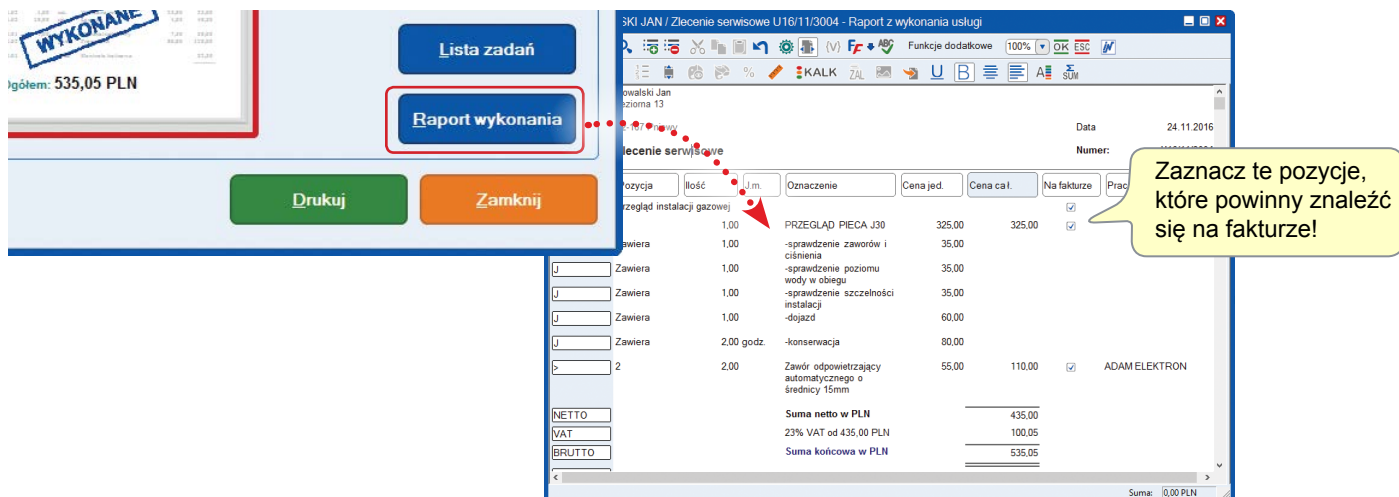 WYKONANE
Ogółem: 535,05 PLN
Lista zadań
Raport wykonania
Drukuj
Zamknij
SKI JAN / Zlecenie serwisowe U16/11/3004 - Raport z wykonania usługi
{V} FF ABC Funkcje dodatkowe 100% OK ESC W
% KALK ZAL U B A SUM
owalski Jan
eziorna 13
Data 24.11.2016
lecenie serwisowe Numer:
Pozycja Ilość J.m. Oznaczenie Cena jed. Cena cał. Na fakturze Prac
rzegląd instalacji gazowej
1,00 PRZEGLĄD PIECA J30 325,00 325,00
awiera 1,00 -sprawdzenie zaworów i 35,00
ciśnienia
J Zawiera 1,00 -sprawdzenie poziomu 35,00
wody w obiegu
J Zawiera 1,00 -sprawdzenie szczelności 35,00
instalacji
J Zawiera 1,00 -dojazd 60,00
J Zawiera 2,00 godz. -konserwacja 80,00
> 2 2,00 Zawór odpowietrzający 55,00 110,00 ADAM ELEKTRON
automatycznego o
średnicy 15mm
NETTO Suma netto w PLN 435,00
VAT 23% VAT od 435,00 PLN 100,05
BRUTTO Suma końcowa w PLN 535,05
Suma: 0,00 PLN
Zaznacz te pozycje,
które powinny znaleźć
się na fakturze!